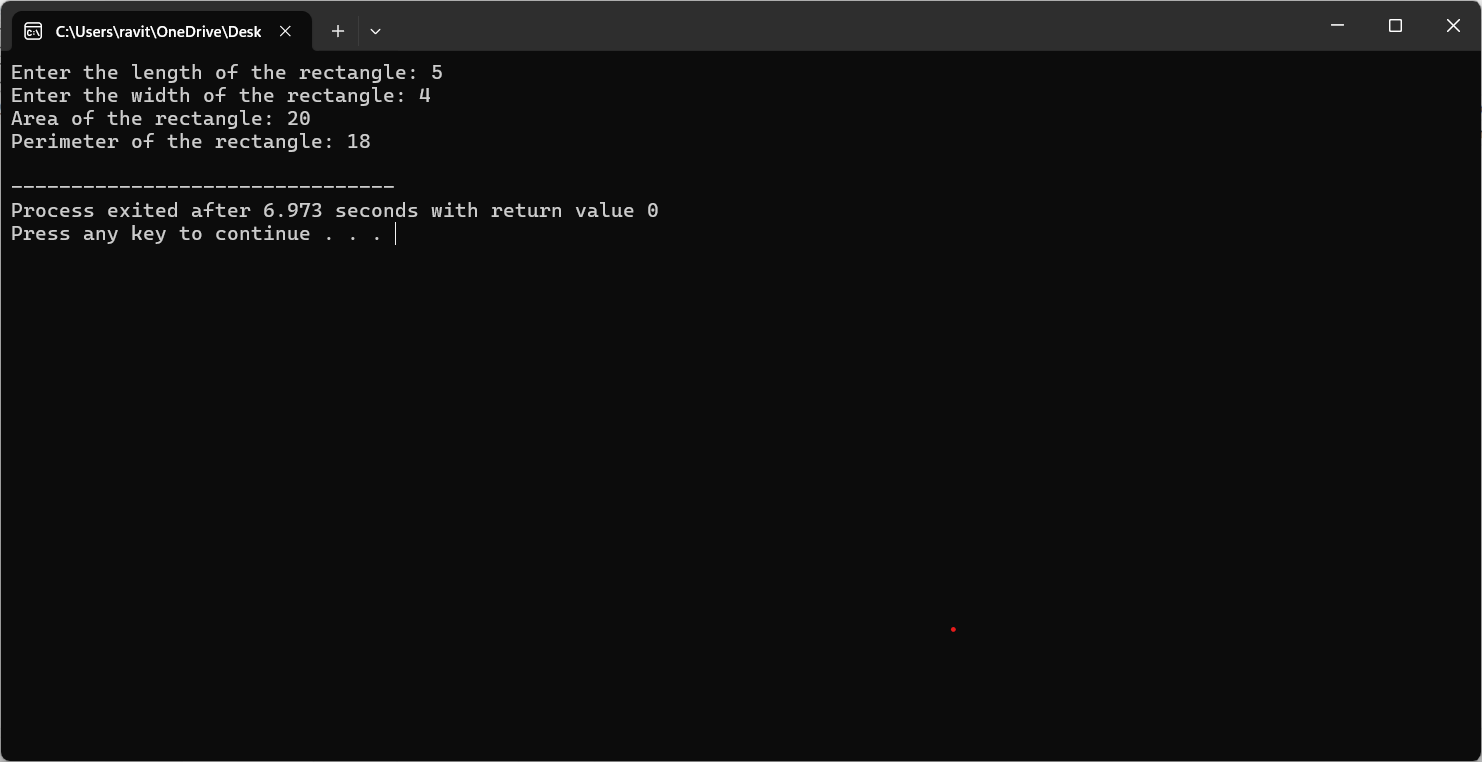 C:\Users\ravit\OneDrive\Desk
Enter the length of the rectangle: 5
Enter the width of the rectangle: 4
Area of the rectangle: 20
Perimeter of the rectangle: 18
--------------------------------
Process exited after 6.973 seconds with return value 0
Press any key to continue . . .